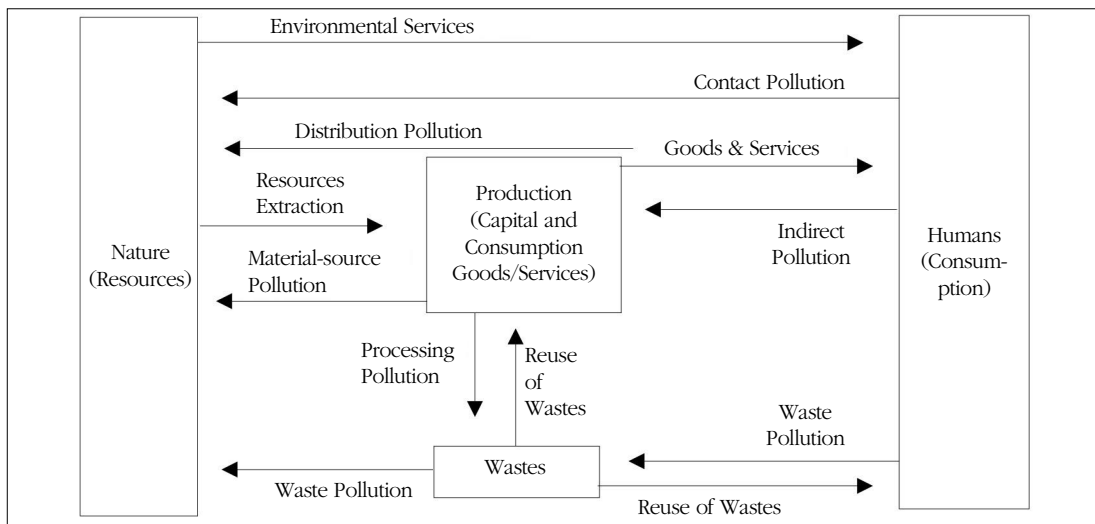 Environmental Services
Contact Pollution
Distribution Pollution
Goods & Services
Resources
Extraction
Production
(Capital and
Consumption
Goods/Services)
Nature
(Resources)
Material-source
Pollution
Indirect
Pollution
Humans
(Consum-
ption)
Processing
Pollution
Reuse
of
Wastes
Waste
Pollution
Wastes
Waste Pollution
Reuse of Wastes